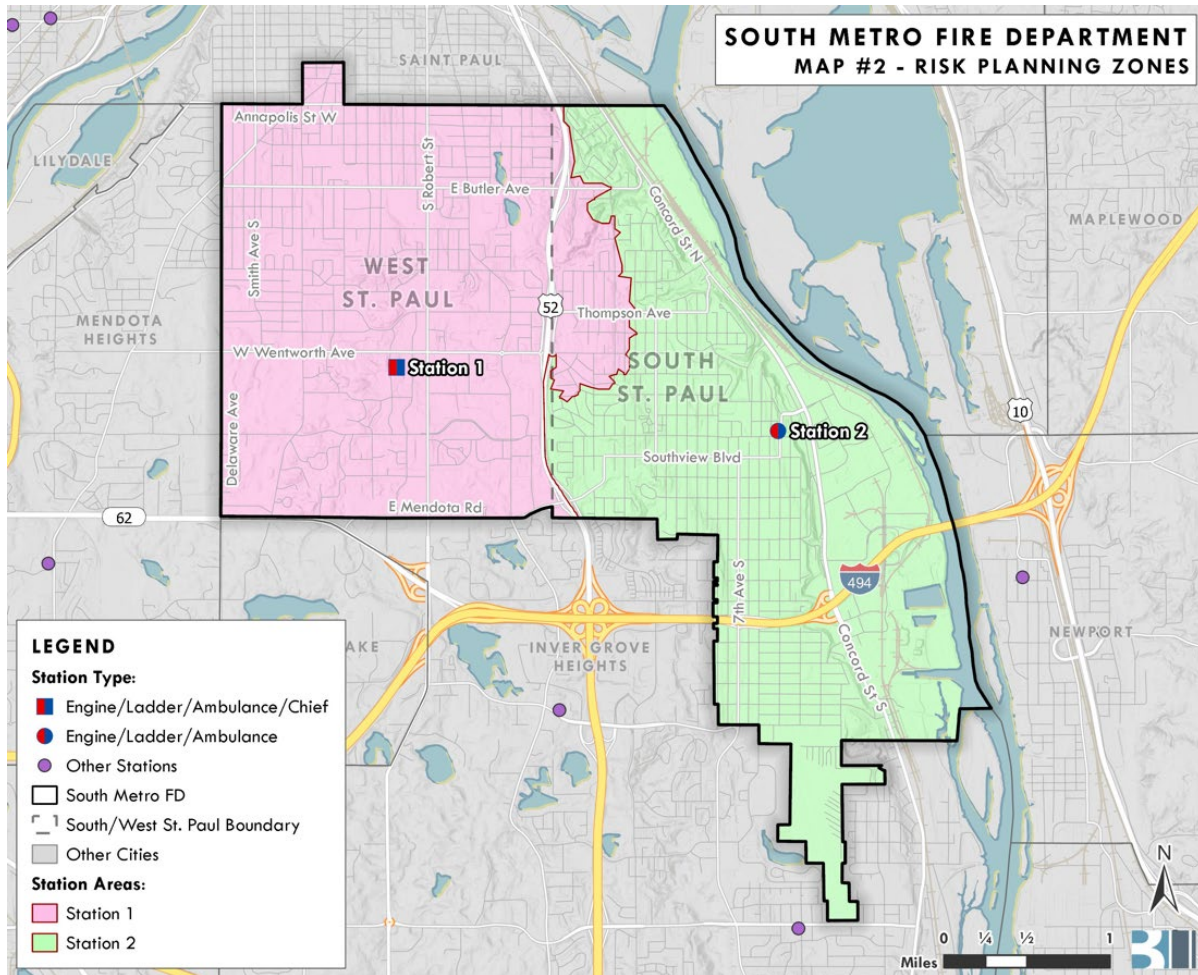 SOUTH METRO FIRE DEPARTMENT
MAP #2 - RISK PLANNING ZONES
SAINT PAUL
Annapolis St W
LILYDALE
S Robert St
E Butler Ave
Concord St N
MAPLEWOOD
Smith Ave S
WEST
ST. PAUL
52
Thompson Ave
MENDOTA
HEIGHTS
W Wentworth Ave
Station 1
SOUTH
ST. PAUL
10
Delaware Ave
Station 2
Southview Blvd
E Mendota Rd
62
494
7th Ave S
Concord St S
NEWPORT
INVER GROVE
HEIGHTS
AKE
LEGEND
Station Type:
Engine/Ladder/Ambulance/Chief
Engine/Ladder/Ambulance
Other Stations
South Metro FD
South/West St. Paul Boundary
Other Cities
Station Areas:
Station 1
Station 2
N
0 ¼ ½ 1
Miles